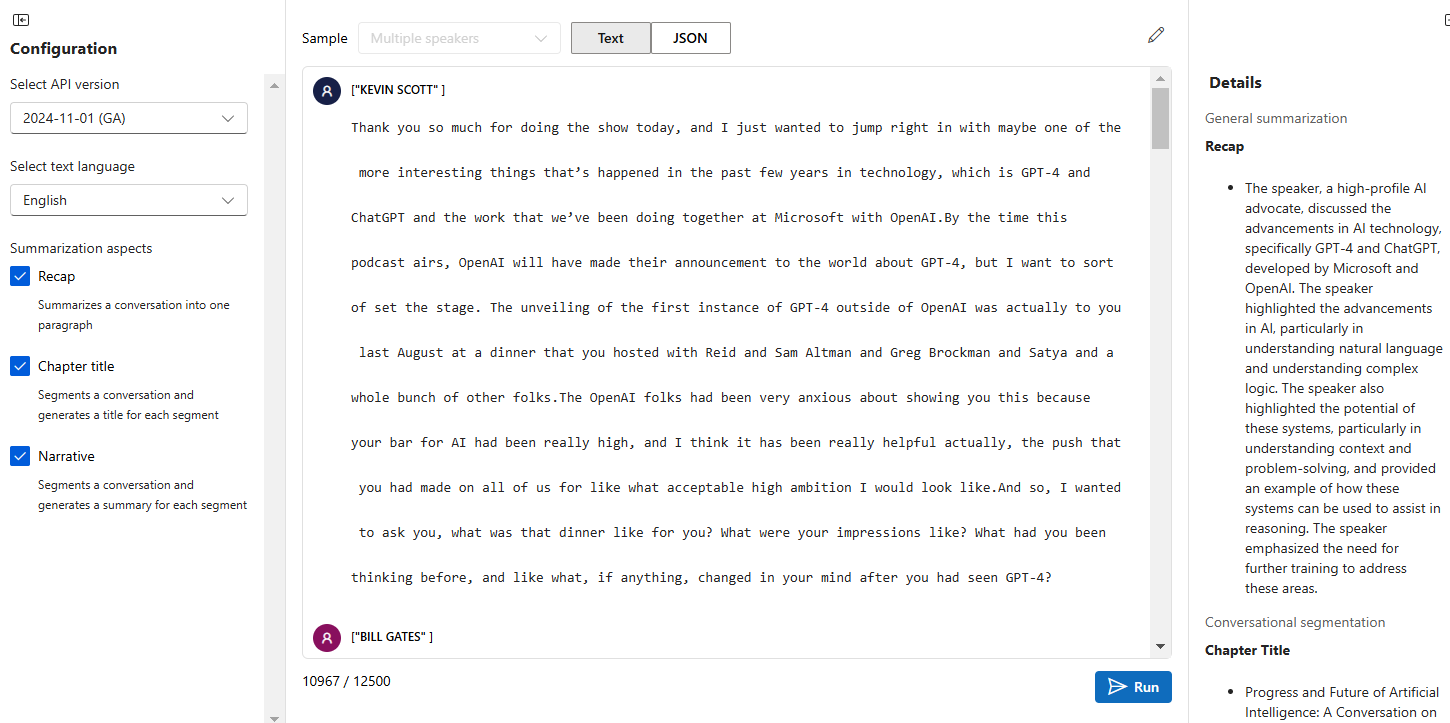 Configuration
Select API version
2024-11-01 (GA)
Select text language
English
Summarization aspects
Recap
Summarizes a conversation into one
paragraph
Chapter title
Segments a conversation and
generates a title for each segment
Narrative
Segments a conversation and
generates a summary for each segment
Sample
Multiple speakers
Text
JSON
["KEVIN SCOTT" ]
Thank you so much for doing the show today, and I just wanted to jump right in with maybe one of the
more interesting things that’s happened in the past few years in technology, which is GPT-4 and
ChatGPT and the work that we’ve been doing together at Microsoft with OpenAI.By the time this
podcast airs, OpenAI will have made their announcement to the world about GPT-4, but I want to sort
of set the stage. The unveiling of the first instance of GPT-4 outside of OpenAI was actually to you
last August at a dinner that you hosted with Reid and Sam Altman and Greg Brockman and Satya and a
whole bunch of other folks.The OpenAI folks had been very anxious about showing you this because
your bar for AI had been really high, and I think it has been really helpful actually, the push that
you had made on all of us for like what acceptable high ambition I would look like.And so, I wanted
to ask you, what was that dinner like for you? What were your impressions like? What had you been
thinking before, and like what, if anything, changed in your mind after you had seen GPT-4?
["BILL GATES" ]
10967 / 12500
Run
Details
General summarization
Recap
The speaker, a high-profile AI
advocate, discussed the
advancements in AI technology,
specifically GPT-4 and ChatGPT,
developed by Microsoft and
OpenAI. The speaker
highlighted the advancements
in AI, particularly in
understanding natural language
and understanding complex
logic. The speaker also
highlighted the potential of
these systems, particularly in
understanding context and
problem-solving, and provided
an example of how these
systems can be used to assist in
reasoning. The speaker
emphasized the need for
further training to address
these areas.
Conversational segmentation
Chapter Title
Progress and Future of Artificial
Intelligence: A Conversation on